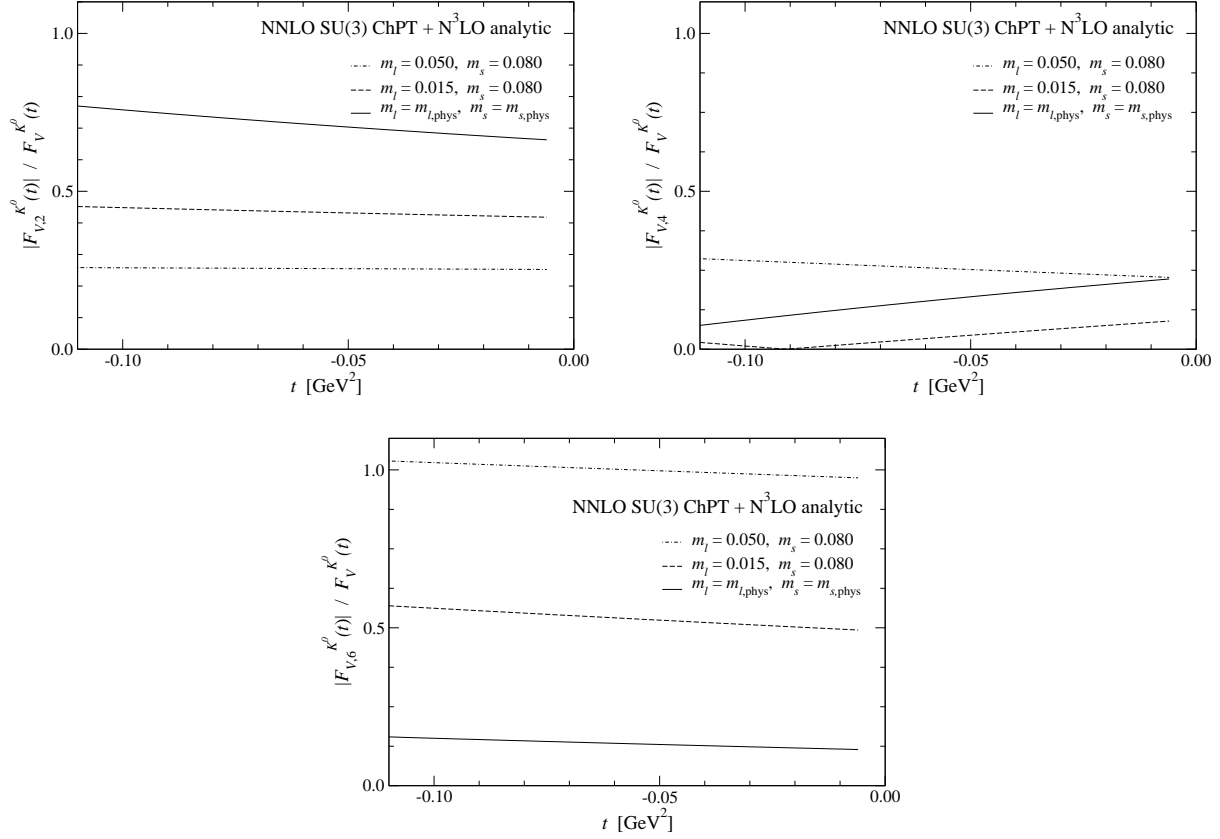 NNLO SU(3) ChPT + N³LO analytic
m_l = 0.050, m_s = 0.080
m_l = 0.015, m_s = 0.080
m_l = m_{l,phys}, m_s = m_{s,phys}
1.0
0.5
0.0
|F_{V,2}^{K^0}(t)| / F_V^{K^0}(t)
-0.10
-0.05
0.00
t [GeV²]
NNLO SU(3) ChPT + N³LO analytic
m_l = 0.050, m_s = 0.080
m_l = 0.015, m_s = 0.080
m_l = m_{l,phys}, m_s = m_{s,phys}
1.0
0.5
0.0
|F_{V,4}^{K^0}(t)| / F_V^{K^0}(t)
-0.10
-0.05
0.00
t [GeV²]
NNLO SU(3) ChPT + N³LO analytic
m_l = 0.050, m_s = 0.080
m_l = 0.015, m_s = 0.080
m_l = m_{l,phys}, m_s = m_{s,phys}
1.0
0.5
0.0
|F_{V,6}^{K^0}(t)| / F_V^{K^0}(t)
-0.10
-0.05
0.00
t [GeV²]